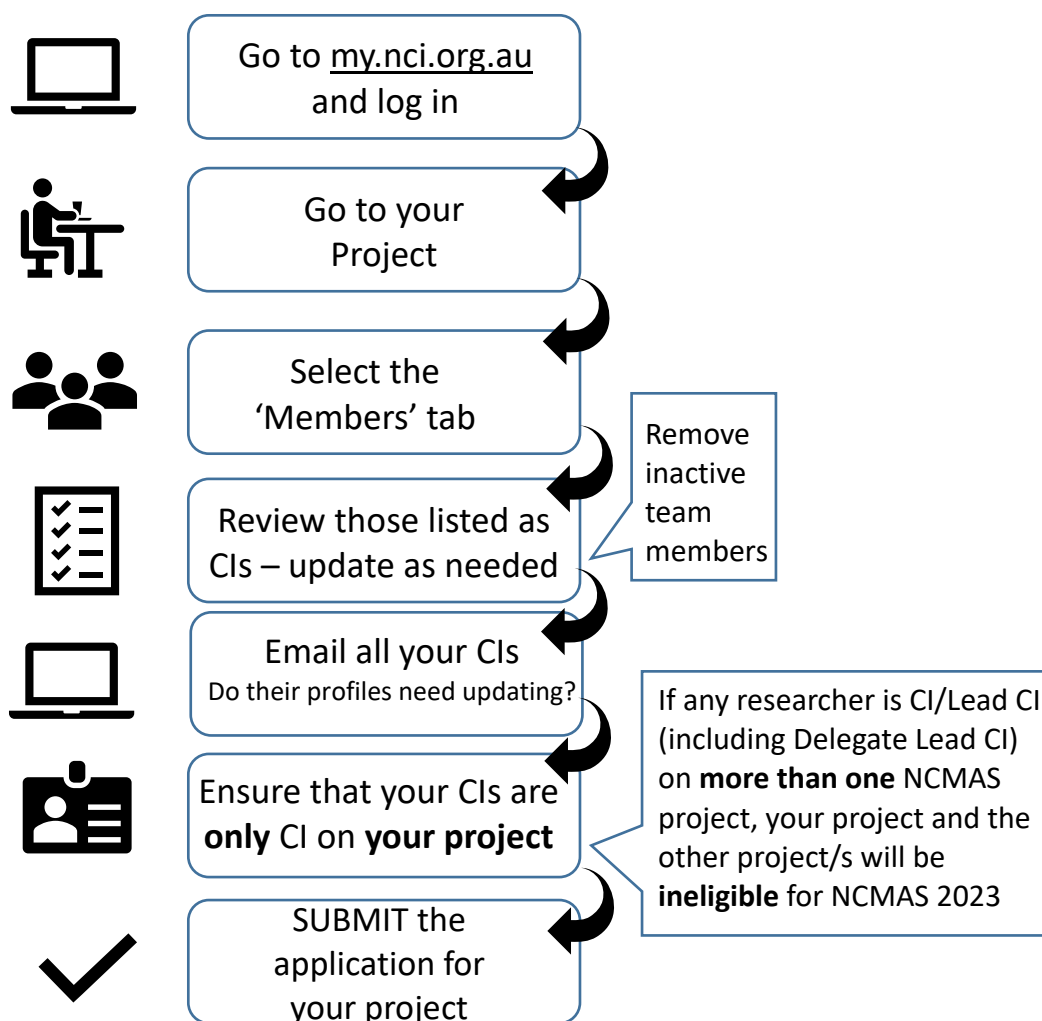 Go to my.nci.org.au
and log in
Go to your
Project
Select the
‘Members’ tab
Review those listed as
CIs – update as needed
Remove
inactive
team
members
Email all your CIs
Do their profiles need updating?
Ensure that your CIs are
only CI on your project
If any researcher is CI/Lead CI
(including Delegate Lead CI)
on more than one NCMAS
project, your project and the
other project/s will be
ineligible for NCMAS 2023
SUBMIT the
application for
your project